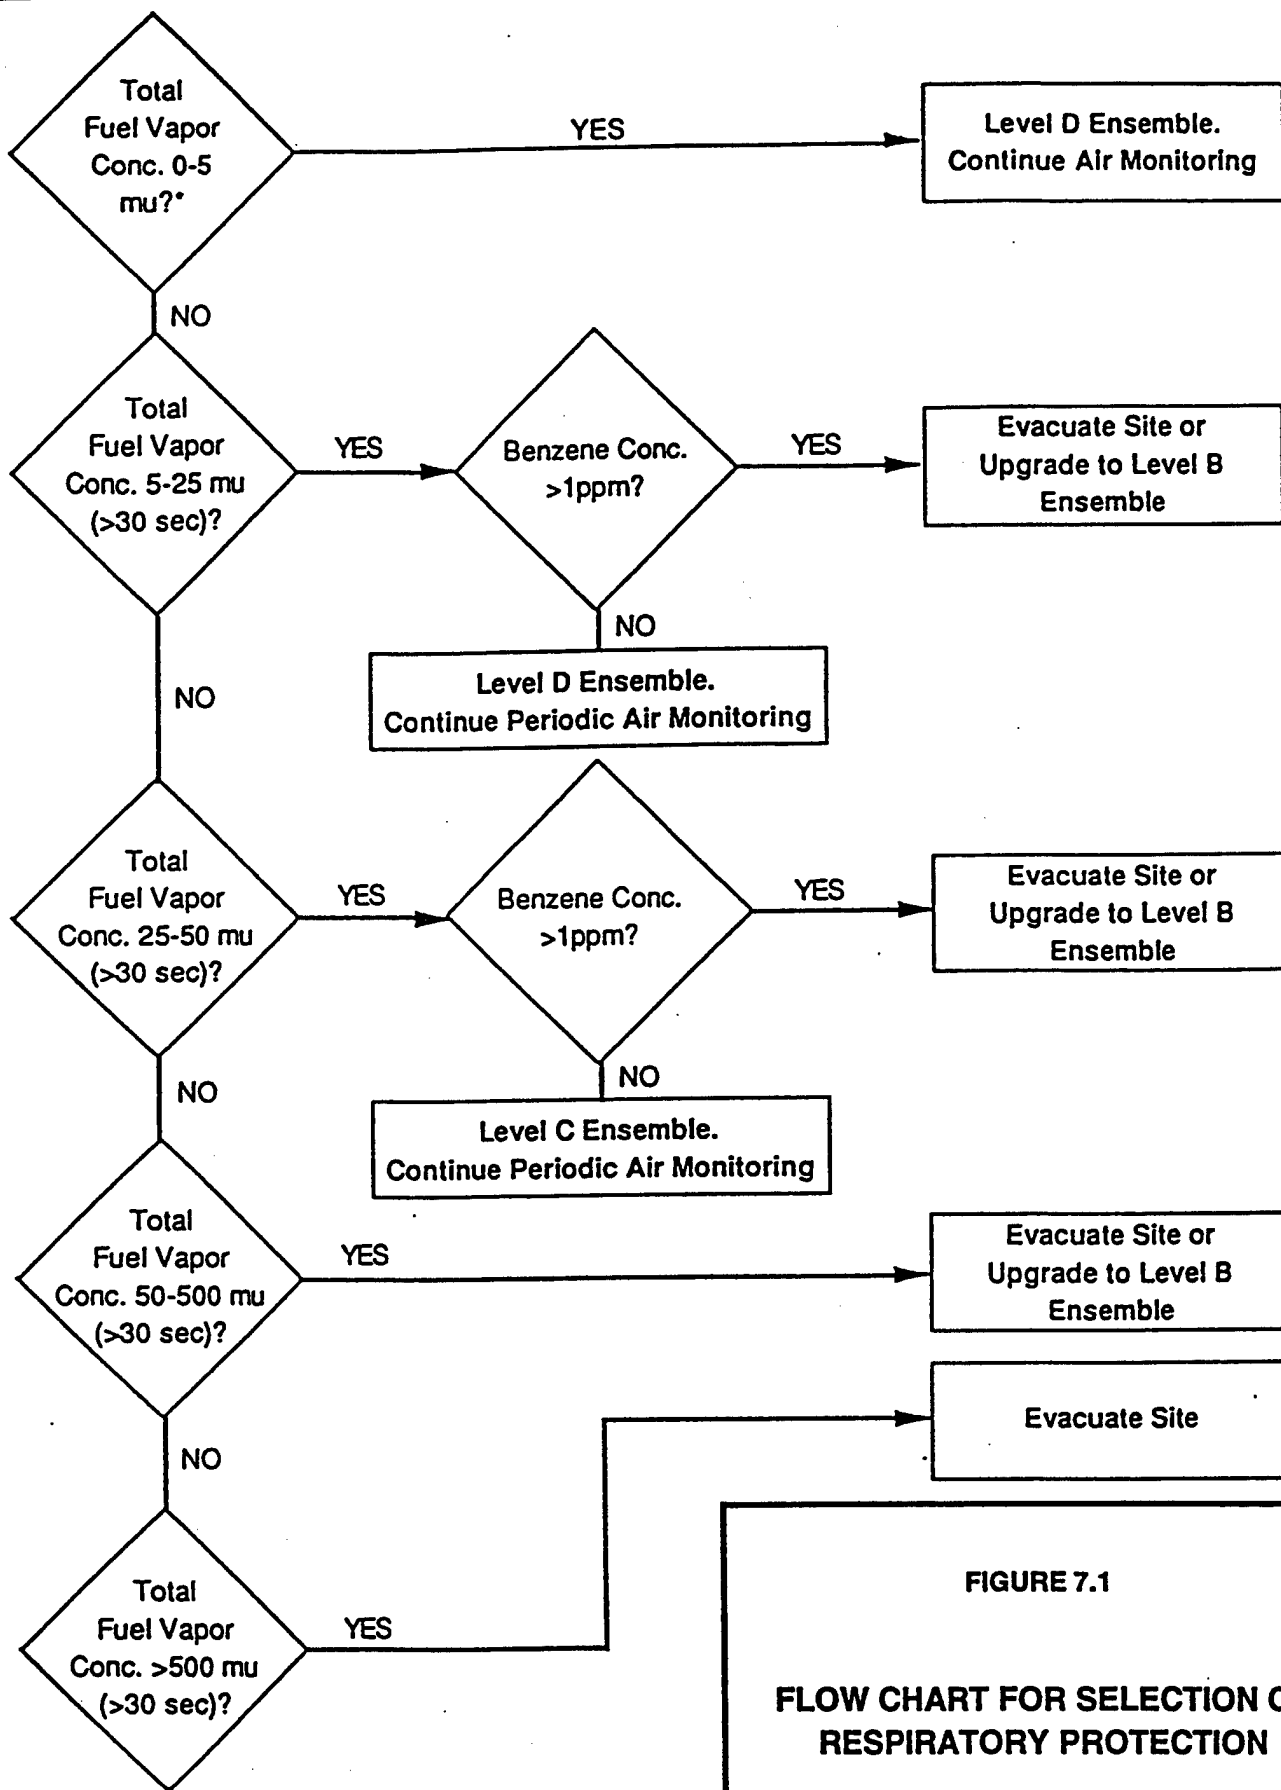 Total
Fuel Vapor
Conc. 0-5
mu?*
YES
Level D Ensemble.
Continue Air Monitoring
NO
Total
Fuel Vapor
Conc. 5-25 mu
(>30 sec)?
YES
Benzene Conc.
>1ppm?
YES
Evacuate Site or
Upgrade to Level B
Ensemble
NO
Level D Ensemble.
Continue Periodic Air Monitoring
NO
Total
Fuel Vapor
Conc. 25-50 mu
(>30 sec)?
YES
Benzene Conc.
>1ppm?
YES
Evacuate Site or
Upgrade to Level B
Ensemble
NO
Level C Ensemble.
Continue Periodic Air Monitoring
NO
Total
Fuel Vapor
Conc. 50-500 mu
(>30 sec)?
YES
Evacuate Site or
Upgrade to Level B
Ensemble
NO
Evacuate Site
Total
Fuel Vapor
Conc. >500 mu
(>30 sec)?
YES
FIGURE 7.1
FLOW CHART FOR SELECTION
RESPIRATORY PROTECTION